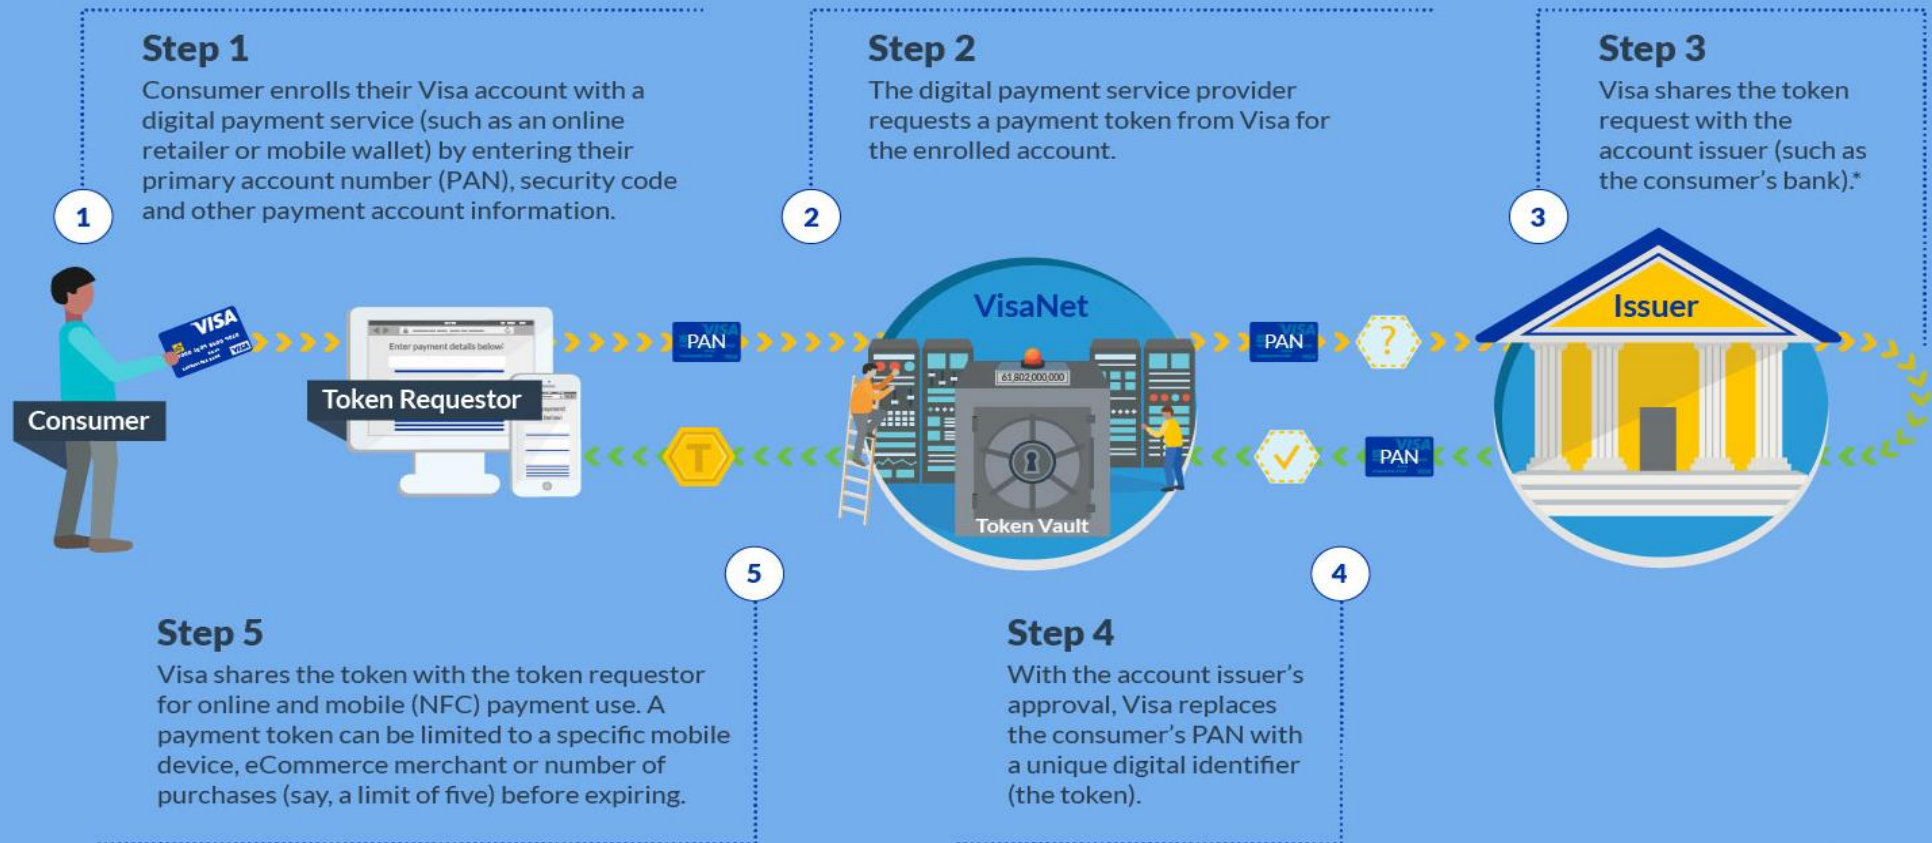 Step 1
Consumer enrolls their Visa account with a
digital payment service (such as an online
retailer or mobile wallet) by entering their
primary account number (PAN), security code
and other payment account information.
1
Step 2
The digital payment service provider
requests a payment token from Visa for
the enrolled account.
2
Step 3
Visa shares the token
request with the
account issuer (such as
the consumer's bank).*
3
VISA
VISA
Consumer
Enter payment details below:
Token Requestor
payment
below:
VISA
PAN
T
VisaNet
61,802,000,000
Token Vault
VISA
PAN
?
VISA
PAN
Issuer
5
Step 5
Visa shares the token with the token requestor
for online and mobile (NFC) payment use. A
payment token can be limited to a specific mobile
device, eCommerce merchant or number of
purchases (say, a limit of five) before expiring.
4
Step 4
With the account issuer's
approval, Visa replaces
the consumer's PAN with
a unique digital identifier
(the token).